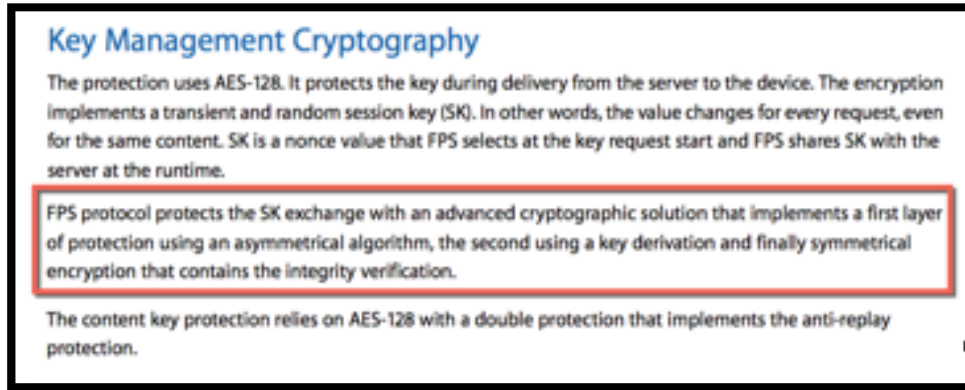 Key Management Cryptography
The protection uses AES-128. It protects the key during delivery from the server to the device. The encryption
implements a transient and random session key (SK). In other words, the value changes for every request, even
for the same content. SK is a nonce value that FPS selects at the key request start and FPS shares SK with the
server at the runtime.
FPS protocol protects the SK exchange with an advanced cryptographic solution that implements a first layer
of protection using an asymmetrical algorithm, the second using a key derivation and finally symmetrical
encryption that contains the integrity verification.
The content key protection relies on AES-128 with a double protection that implements the anti-replay
protection.